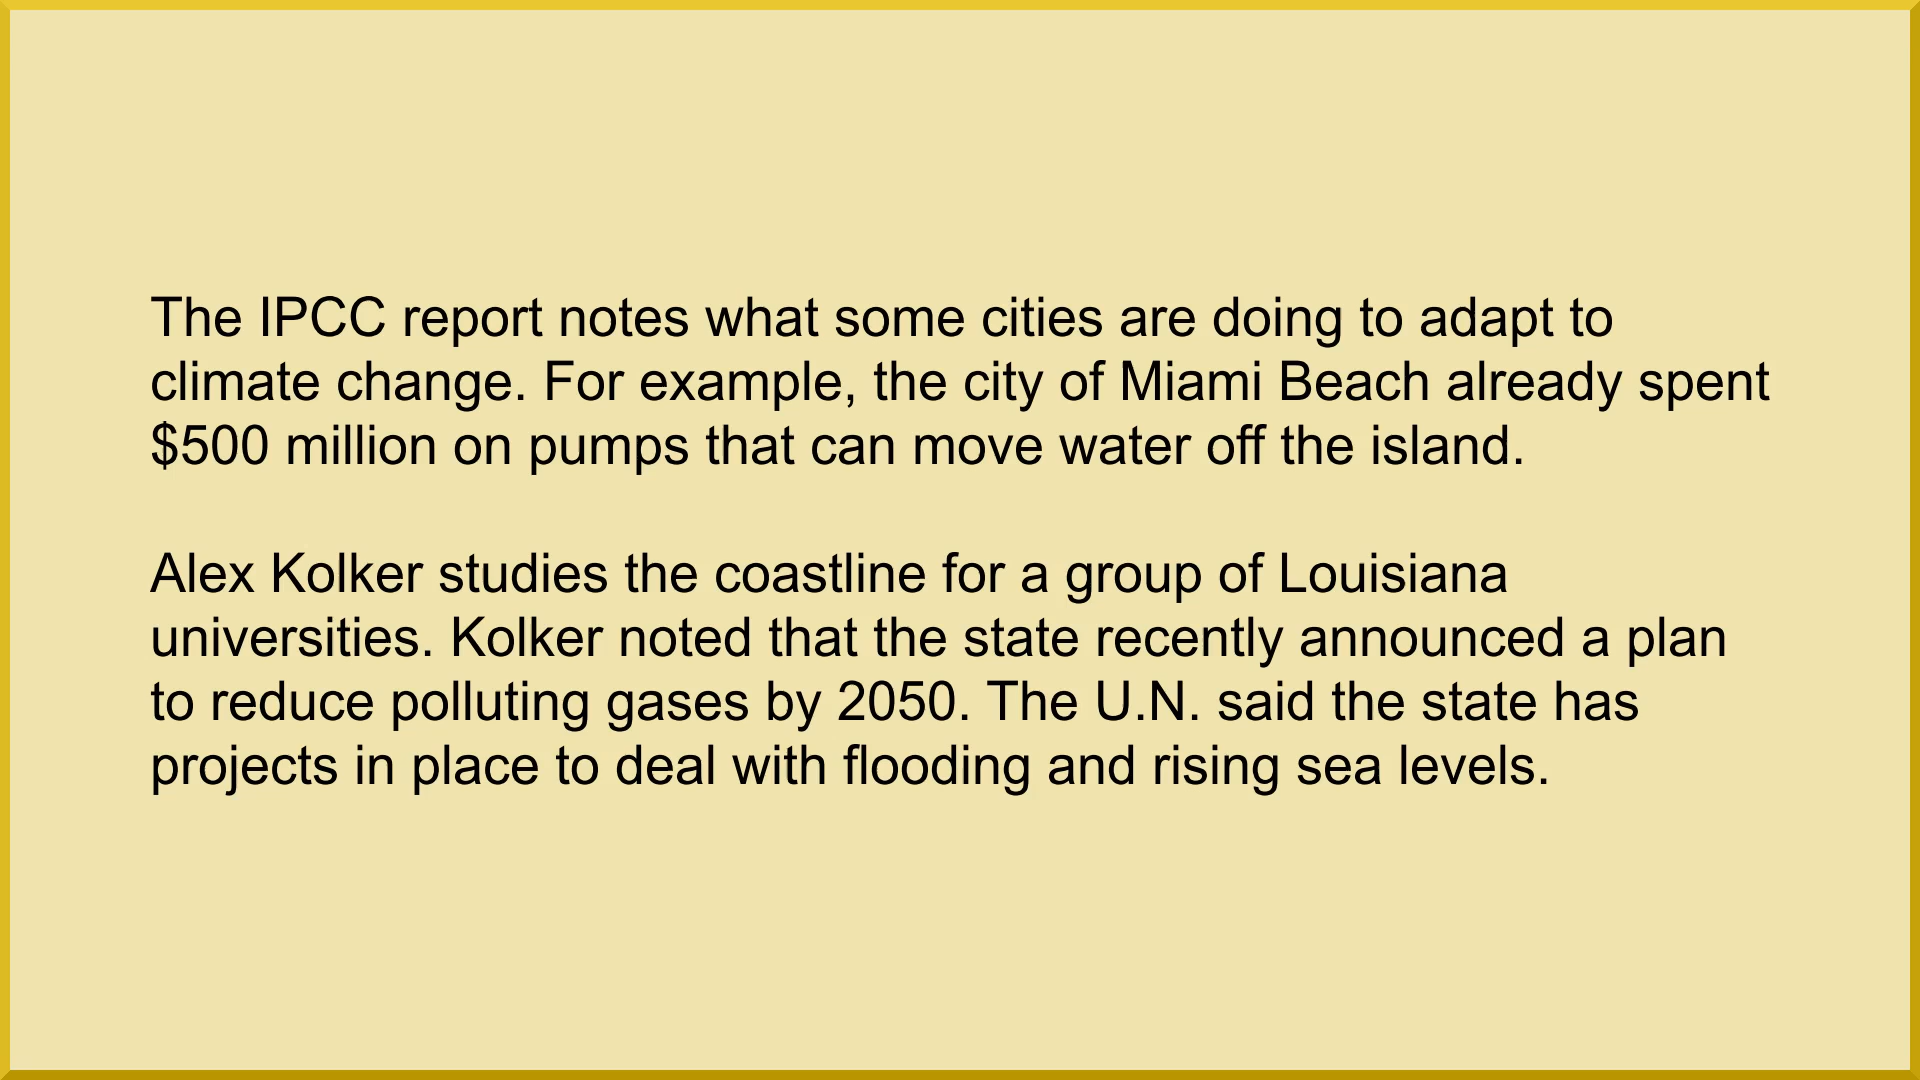 The IPCC report notes what some cities are doing to adapt to
climate change. For example, the city of Miami Beach already spent
$500 million on pumps that can move water off the island.
Alex Kolker studies the coastline for a group of Louisiana
universities. Kolker noted that the state recently announced a plan
to reduce polluting gases by 2050. The U.N. said the state has
projects in place to deal with flooding and rising sea levels.